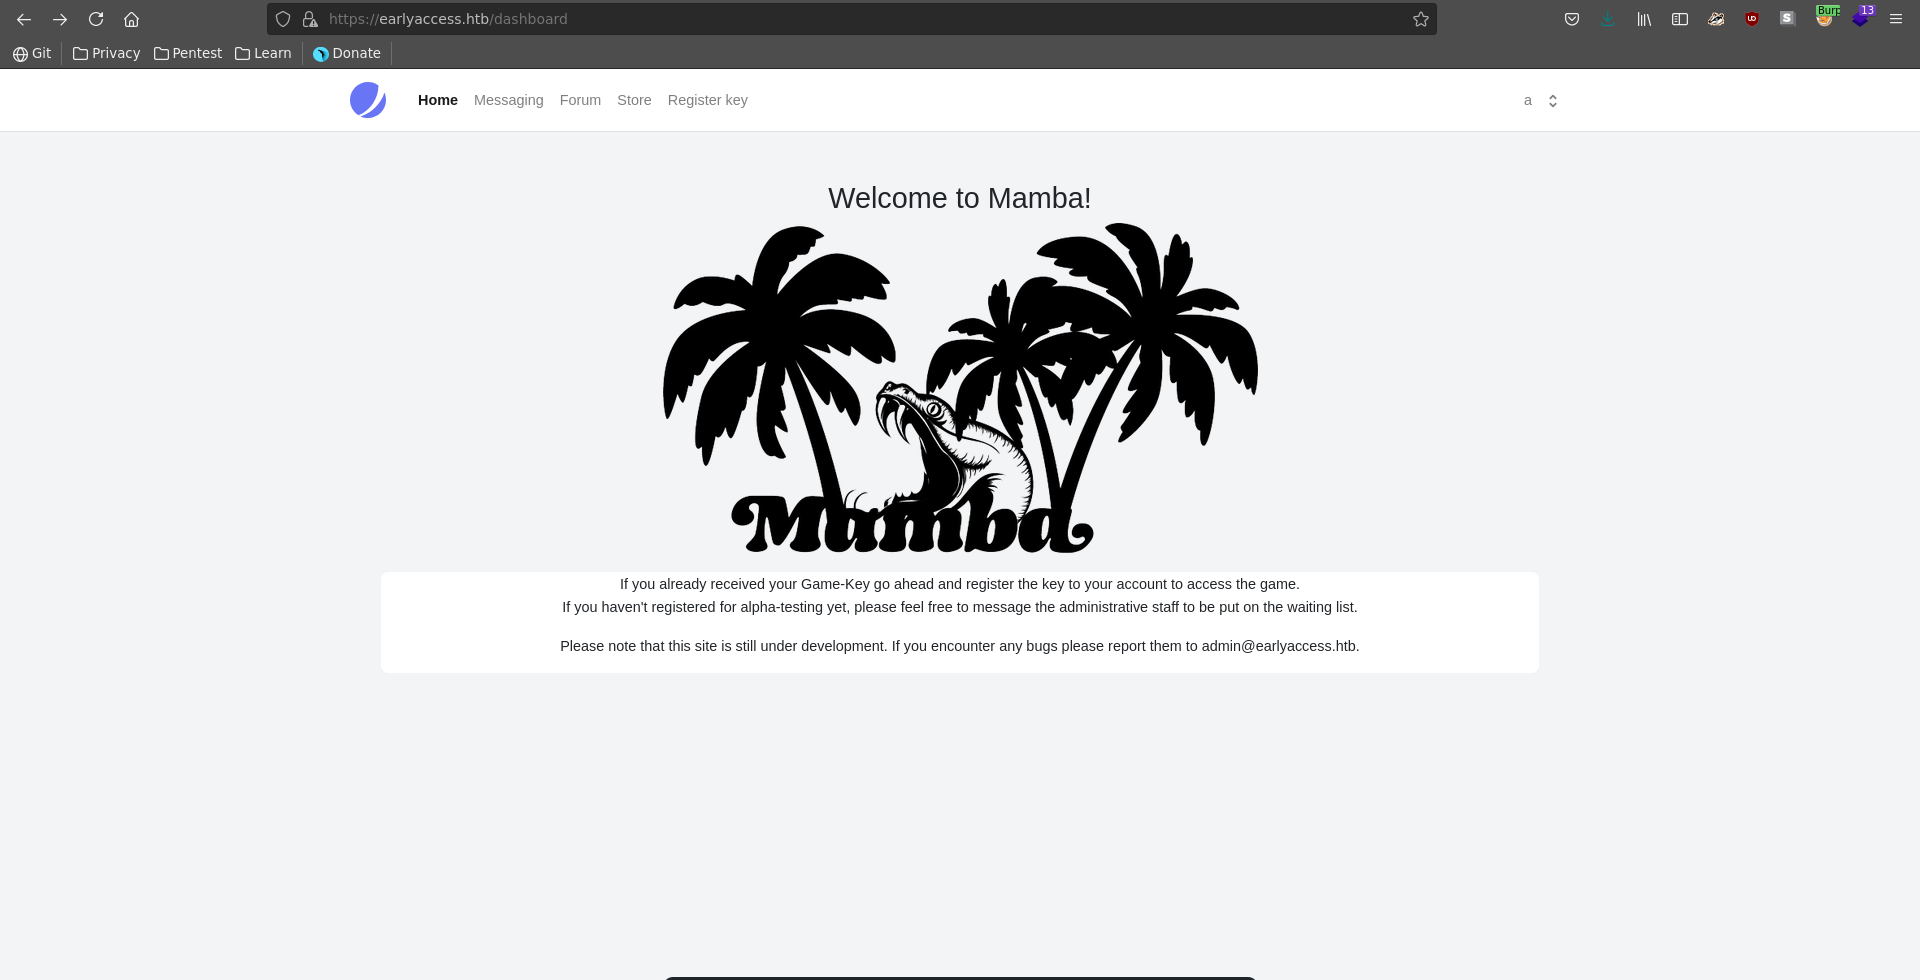 https://earlyaccess.htb/dashboard
Burp
13
Git Privacy Pentest Learn Donate
Home Messaging Forum Store Register key a
Welcome to Mamba!
Mamba
If you already received your Game-Key go ahead and register the key to your account to access the game.
If you haven't registered for alpha-testing yet, please feel free to message the administrative staff to be put on the waiting list.
Please note that this site is still under development. If you encounter any bugs please report them to admin@earlyaccess.htb.